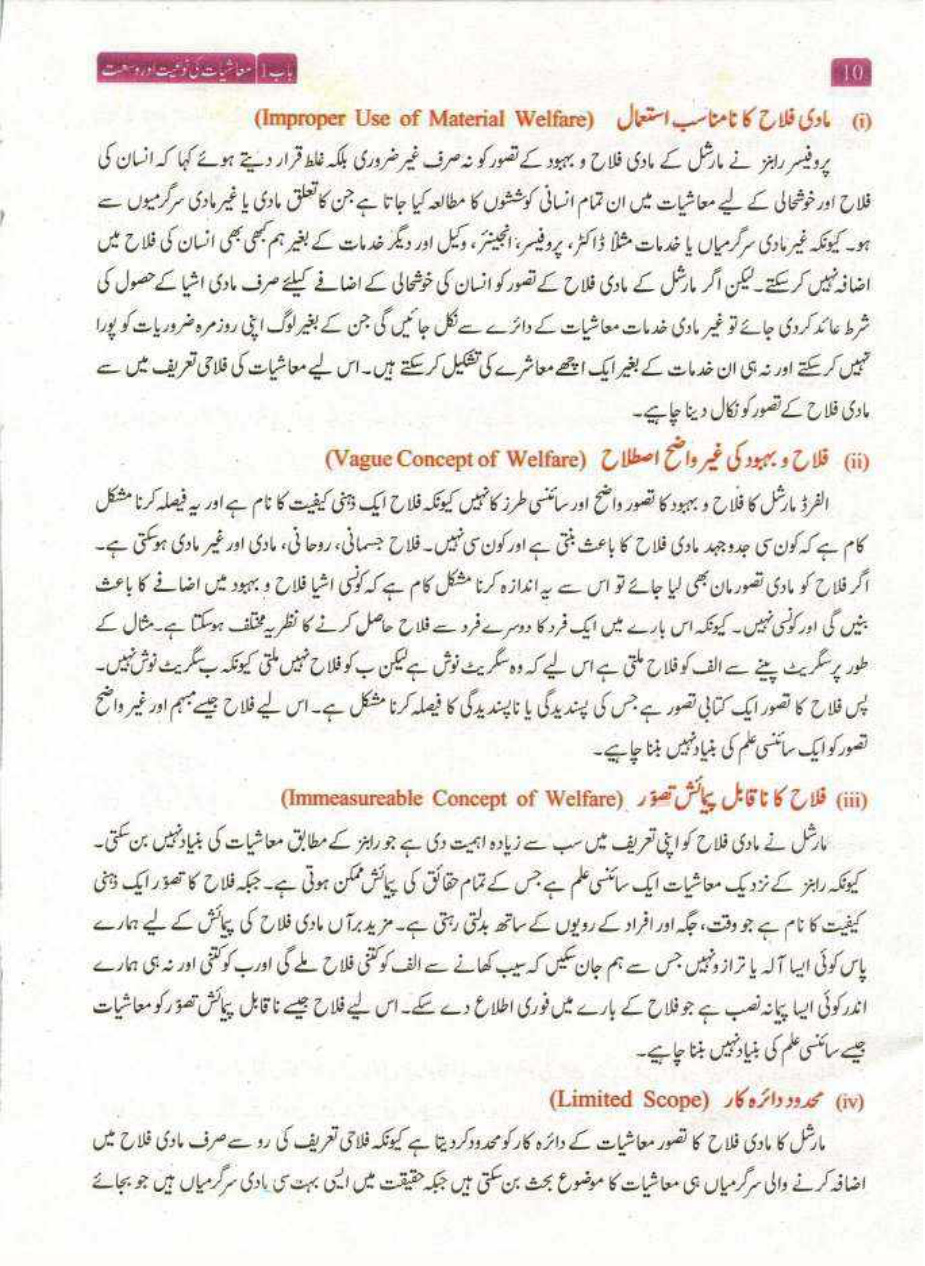 باب 1 معاشیات کی نوعیت اور وسعت
10
(i) مادی فلاح کا نامناسب استعمال (Improper Use of Material Welfare)
پروفیسر رابنز نے مارشل کے مادی فلاح و بہبود کے تصور کو نہ صرف غیر ضروری بلکہ غلط قرار دیتے ہوئے کہا کہ انسان کی
فلاح اور خوشحالی کے لیے معاشیات میں ان تمام انسانی کوششوں کا مطالعہ کیا جاتا ہے جن کا تعلق مادی یا غیر مادی سرگرمیوں سے
ہو۔ کیونکہ غیر مادی سرگرمیاں یا خدمات مثلاً ڈاکٹر، پروفیسر، انجینئر، وکیل اور دیگر خدمات کے بغیر ہم کبھی بھی انسان کی فلاح میں
اضافہ نہیں کر سکتے۔ لیکن اگر مارشل کے مادی فلاح کے تصور کو انسان کی خوشحالی کے اضافے کیلئے صرف مادی اشیا کے حصول کی
شرط عائد کر دی جائے تو غیر مادی خدمات معاشیات کے دائرے سے نکل جائیں گی جن کے بغیر لوگ اپنی روزمرہ ضروریات کو پورا
نہیں کر سکتے اور نہ ہی ان خدمات کے بغیر ایک اچھے معاشرے کی تشکیل کر سکتے ہیں۔ اس لیے معاشیات کی فلاحی تعریف میں سے
مادی فلاح کے تصور کو نکال دینا چاہیے۔
(ii) فلاح و بہبود کی غیر واضح اصطلاح (Vague Concept of Welfare)
الفرڈ مارشل کا فلاح و بہبود کا تصور واضح اور سائنسی طرز کا نہیں کیونکہ فلاح ایک ذہنی کیفیت کا نام ہے اور یہ فیصلہ کرنا مشکل
کام ہے کہ کون سی جدوجہد مادی فلاح کا باعث بنتی ہے اور کون سی نہیں۔ فلاح جسمانی، روحانی، مادی اور غیر مادی ہوسکتی ہے۔
اگر فلاح کو مادی تصور مان بھی لیا جائے تو اس سے یہ اندازہ کرنا مشکل کام ہے کہ کونسی اشیا فلاح و بہبود میں اضافے کا باعث
بنیں گی اور کونسی نہیں۔ کیونکہ اس بارے میں ایک فرد کا دوسرے فرد سے فلاح حاصل کرنے کا نظریہ مختلف ہوسکتا ہے۔ مثال کے
طور پر سگریٹ پینے سے الف کو فلاح ملتی ہے اس لیے کہ وہ سگریٹ نوش ہے لیکن ب کو فلاح نہیں ملتی کیونکہ ب سگریٹ نوش نہیں۔
پس فلاح کا تصور ایک کتابی تصور ہے جس کی پسندیدگی یا ناپسندیدگی کا فیصلہ کرنا مشکل ہے۔ اس لیے فلاح جیسے مبہم اور غیر واضح
تصور کو ایک سائنسی علم کی بنیاد نہیں بننا چاہیے۔
(iii) فلاح کا ناقابل پیمائش تصوّر (Immeasureable Concept of Welfare)
مارشل نے مادی فلاح کو اپنی تعریف میں سب سے زیادہ اہمیت دی ہے جو رابنز کے مطابق معاشیات کی بنیاد نہیں بن سکتی۔
کیونکہ رابنز کے نزدیک معاشیات ایک سائنسی علم ہے جس کے تمام حقائق کی پیمائش ممکن ہوتی ہے۔ جبکہ فلاح کا تصوّر ایک ذہنی
کیفیت کا نام ہے جو وقت، جگہ اور افراد کے رویوں کے ساتھ بدلتی رہتی ہے۔ مزید برآں مادی فلاح کی پیمائش کے لیے ہمارے
پاس کوئی ایسا آلہ یا ترازو نہیں جس سے ہم جان سکیں کہ سیب کھانے سے الف کو کتنی فلاح ملے گی اور ب کو کتنی اور نہ ہی ہمارے
اندر کوئی ایسا پیمانہ نصب ہے جو فلاح کے بارے میں فوری اطلاع دے سکے۔ اس لیے فلاح جیسے ناقابل پیمائش تصوّر کو معاشیات
جیسے سائنسی علم کی بنیاد نہیں بننا چاہیے۔
(iv) محدود دائرہ کار (Limited Scope)
مارشل کا مادی فلاح کا تصور معاشیات کے دائرہ کار کو محدود کر دیتا ہے کیونکہ فلاحی تعریف کی رو سے صرف مادی فلاح میں
اضافہ کرنے والی سرگرمیاں ہی معاشیات کا موضوع بحث بن سکتی ہیں جبکہ حقیقت میں ایسی بہت سی مادی سرگرمیاں ہیں جو بجائے